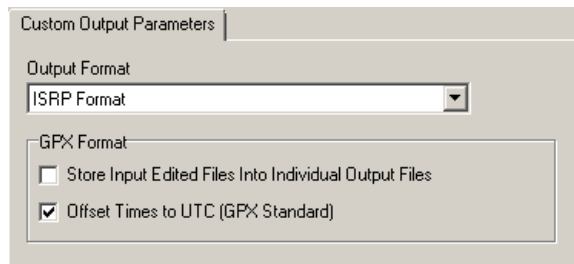 Custom Output Parameters
Output Format
ISRP Format
GPX Format
Store Input Edited Files Into Individual Output Files
Offset Times to UTC (GPX Standard)